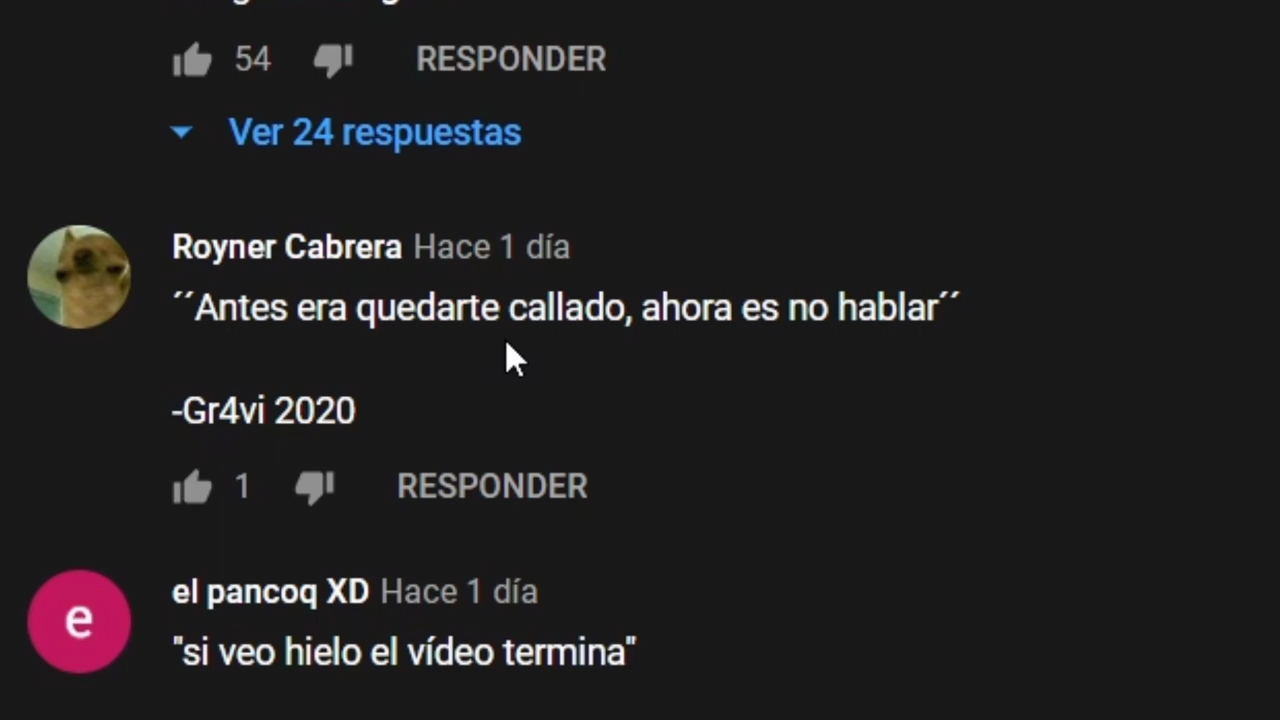 54 RESPONDER
Ver 24 respuestas
Royner Cabrera Hace 1 día
´´Antes era quedarte callado, ahora es no hablar´´
-Gr4vi 2020
1 RESPONDER
e
el pancoq XD Hace 1 día
"si veo hielo el vídeo termina"